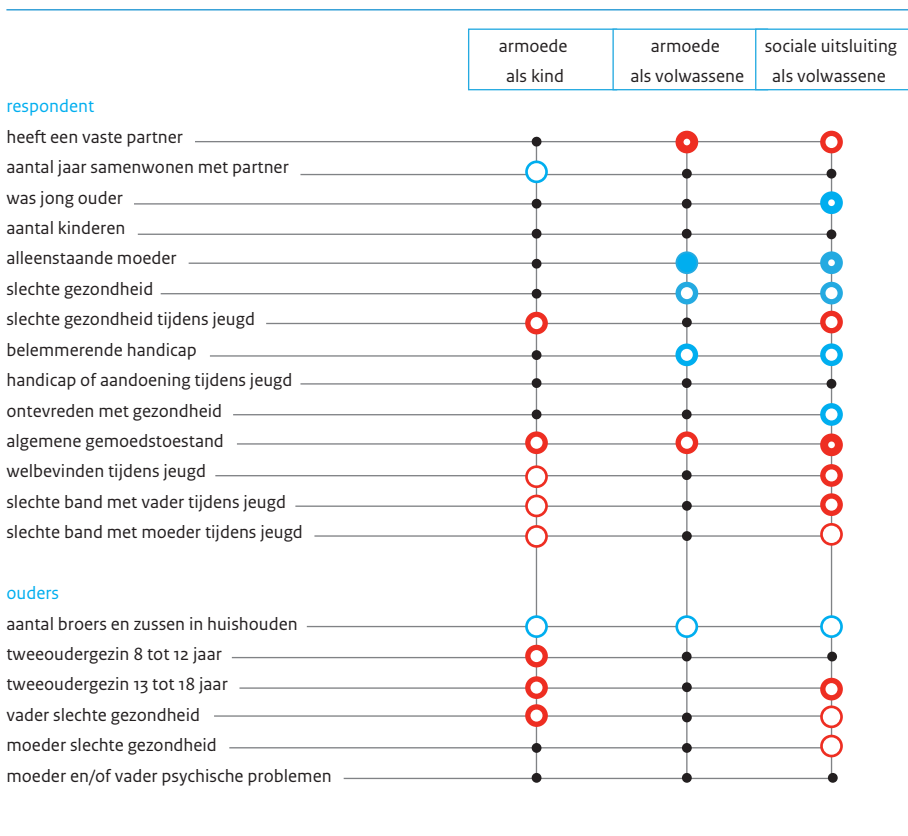 armoede
als kind
armoede
als volwassene
sociale uitsluiting
als volwassene
respondent
heeft een vaste partner
aantal jaar samenwonen met partner
was jong ouder
aantal kinderen
alleenstaande moeder
slechte gezondheid
slechte gezondheid tijdens jeugd
belemmerende handicap
handicap of aandoening tijdens jeugd
ontevreden met gezondheid
algemene gemoedstoestand
welbevinden tijdens jeugd
slechte band met vader tijdens jeugd
slechte band met moeder tijdens jeugd
ouders
aantal broers en zussen in huishouden
tweeoudergezin 8 tot 12 jaar
tweeoudergezin 13 tot 18 jaar
vader slechte gezondheid
moeder slechte gezondheid
moeder en/of vader psychische problemen